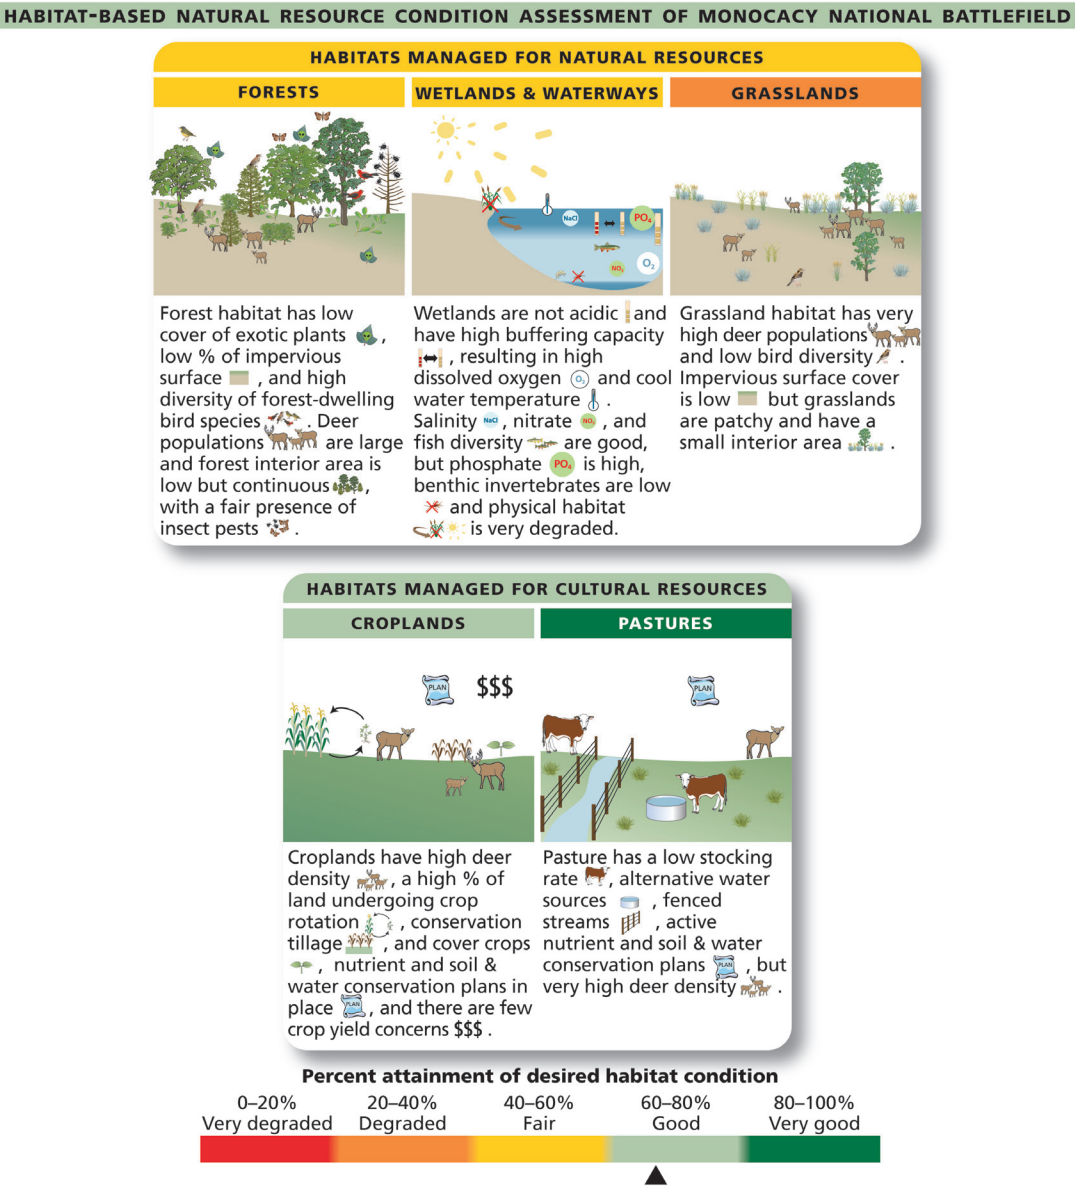 HABITAT-BASED NATURAL RESOURCE CONDITION ASSESSMENT OF MONOCACY NATIONAL BATTLEFIELD
HABITATS MANAGED FOR NATURAL RESOURCES
FORESTS
Forest habitat has low
cover of exotic plants ,
low % of impervious
surface , and high
diversity of forest-dwelling
bird species . Deer
populations are large
and forest interior area is
low but continuous ,
with a fair presence of
insect pests .
WETLANDS & WATERWAYS
NaCl
PO₄
NO₃
O₂
Wetlands are not acidic and
have high buffering capacity
, resulting in high
dissolved oxygen O₂ and cool
water temperature .
Salinity NaCl , nitrate NO₃ , and
fish diversity are good,
but phosphate PO₄ is high,
benthic invertebrates are low
and physical habitat
is very degraded.
GRASSLANDS
Grassland habitat has very
high deer populations
and low bird diversity .
Impervious surface cover
is low but grasslands
are patchy and have a
small interior area .
HABITATS MANAGED FOR CULTURAL RESOURCES
CROPLANDS
PLAN $$$
Croplands have high deer
density , a high % of
land undergoing crop
rotation , conservation
tillage , and cover crops
, nutrient and soil &
water conservation plans in
place PLAN , and there are few
crop yield concerns $$$ .
PASTURES
PLAN
Pasture has a low stocking
rate , alternative water
sources , fenced
streams , active
nutrient and soil & water
conservation plans PLAN , but
very high deer density .
Percent attainment of desired habitat condition
0–20% 20–40% 40–60% 60–80% 80–100%
Very degraded Degraded Fair Good Very good